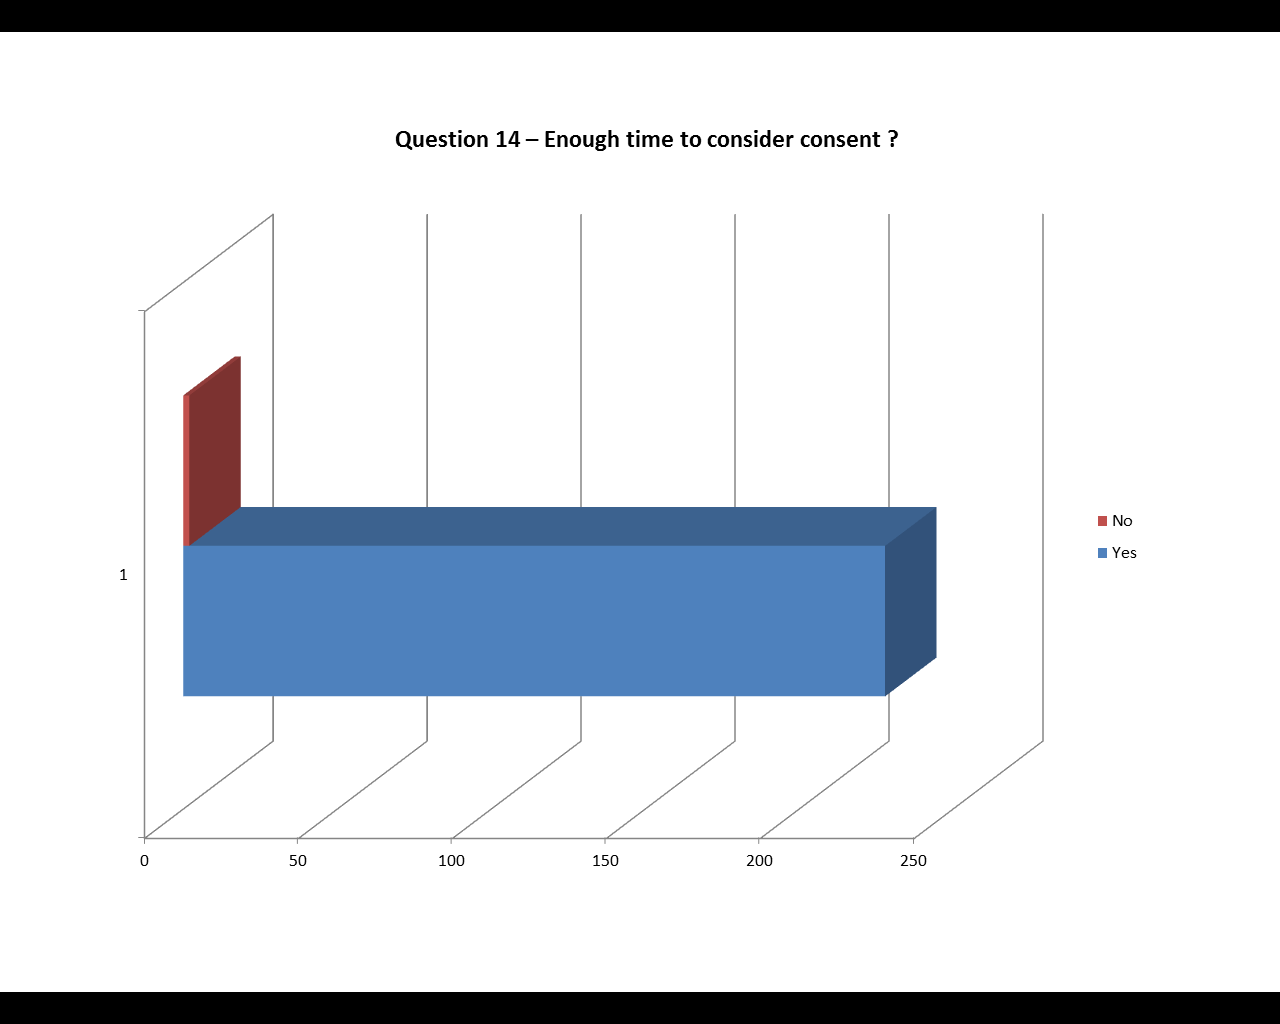 Question 14 – Enough time to consider consent ?
No
Yes
1
0 50 100 150 200 250